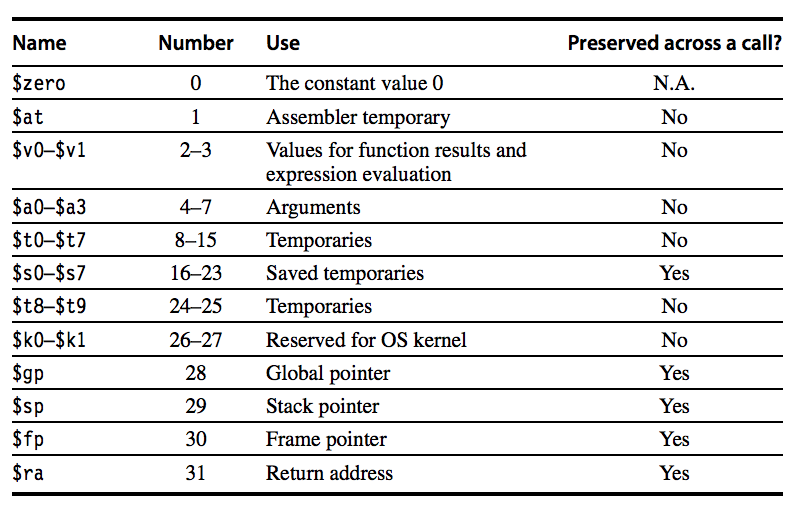 Name Number Use Preserved across a call?
$zero 0 The constant value 0 N.A.
$at 1 Assembler temporary No
$v0–$v1 2–3 Values for function results and No
expression evaluation
$a0–$a3 4–7 Arguments No
$t0–$t7 8–15 Temporaries No
$s0–$s7 16–23 Saved temporaries Yes
$t8–$t9 24–25 Temporaries No
$k0–$k1 26–27 Reserved for OS kernel No
$gp 28 Global pointer Yes
$sp 29 Stack pointer Yes
$fp 30 Frame pointer Yes
$ra 31 Return address Yes